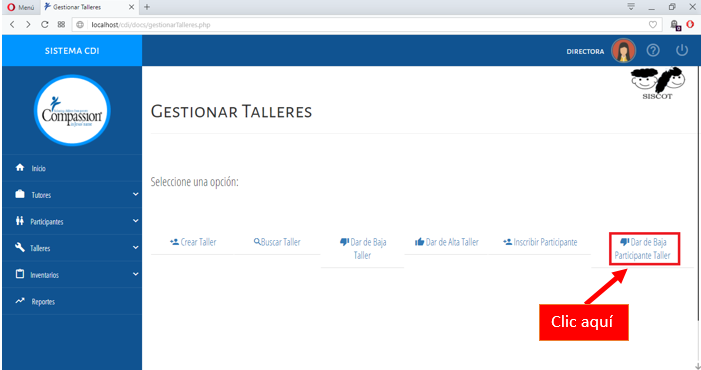 Menú
Gestionar Talleres
localhost/cdi/docs/gestionarTalleres.php
SISTEMA CDI
DIRECTORA
SISCOT
Compassion
GESTIONAR TALLERES
Inicio
Seleccione una opción:
Tutores
Participantes
Talleres
Inventarios
Reportes
Crear Taller
Buscar Taller
Dar de Baja
Taller
Dar de Alta Taller
Inscribir Participante
Dar de Baja
Participante Taller
Clic aquí